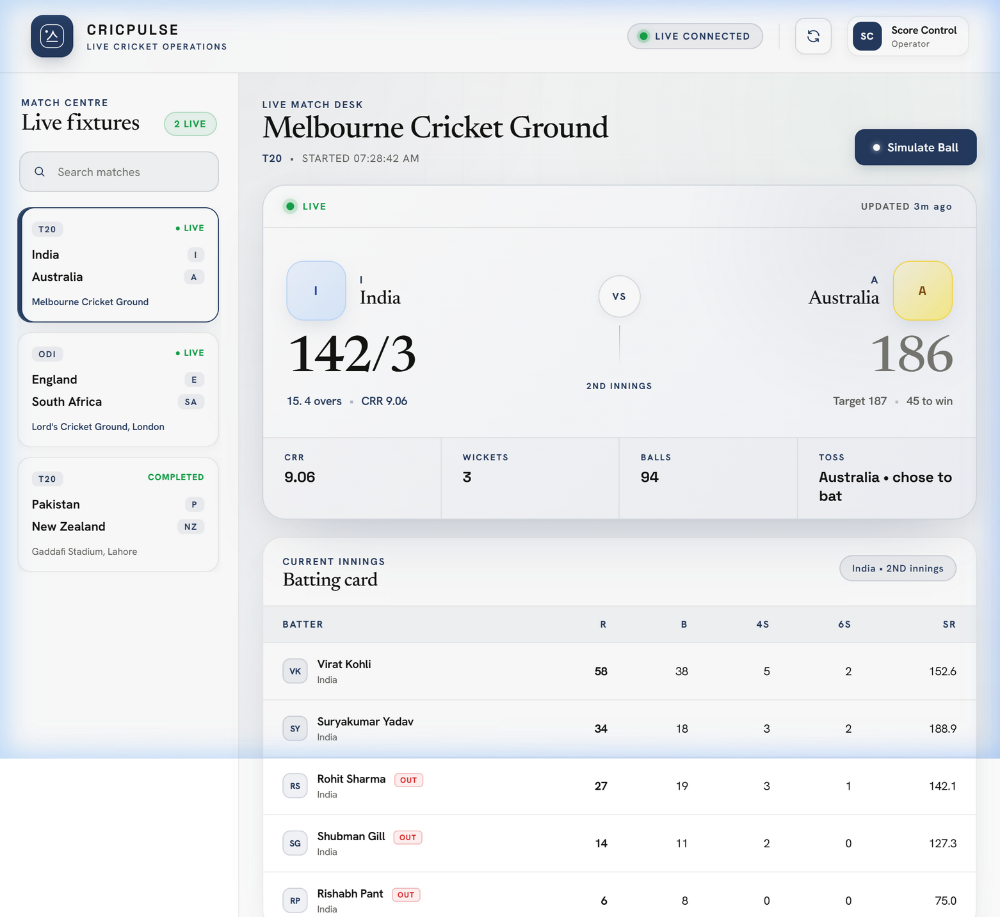 CRICPULSE
LIVE CRICKET OPERATIONS
LIVE CONNECTED
SC
Score Control
Operator
MATCH CENTRE
Live fixtures
2 LIVE
Search matches
T20
• LIVE
India
I
Australia
A
Melbourne Cricket Ground
ODI
• LIVE
England
E
South Africa
SA
Lord's Cricket Ground, London
T20
COMPLETED
Pakistan
P
New Zealand
NZ
Gaddafi Stadium, Lahore
LIVE MATCH DESK
Melbourne Cricket Ground
T20 • STARTED 07:28:42 AM
Simulate Ball
LIVE
UPDATED 3m ago
I
I
India
142/3
15. 4 overs • CRR 9.06
VS
2ND INNINGS
A
Australia
A
186
Target 187 • 45 to win
CRR
9.06
WICKETS
3
BALLS
94
TOSS
Australia • chose to
bat
CURRENT INNINGS
Batting card
India • 2ND innings
BATTER R B 4S 6S SR
VK Virat Kohli 58 38 5 2 152.6
India
SY Suryakumar Yadav 34 18 3 2 188.9
India
RS Rohit Sharma OUT 27 19 3 1 142.1
India
SG Shubman Gill OUT 14 11 2 0 127.3
India
RP Rishabh Pant OUT 6 8 0 0 75.0
India